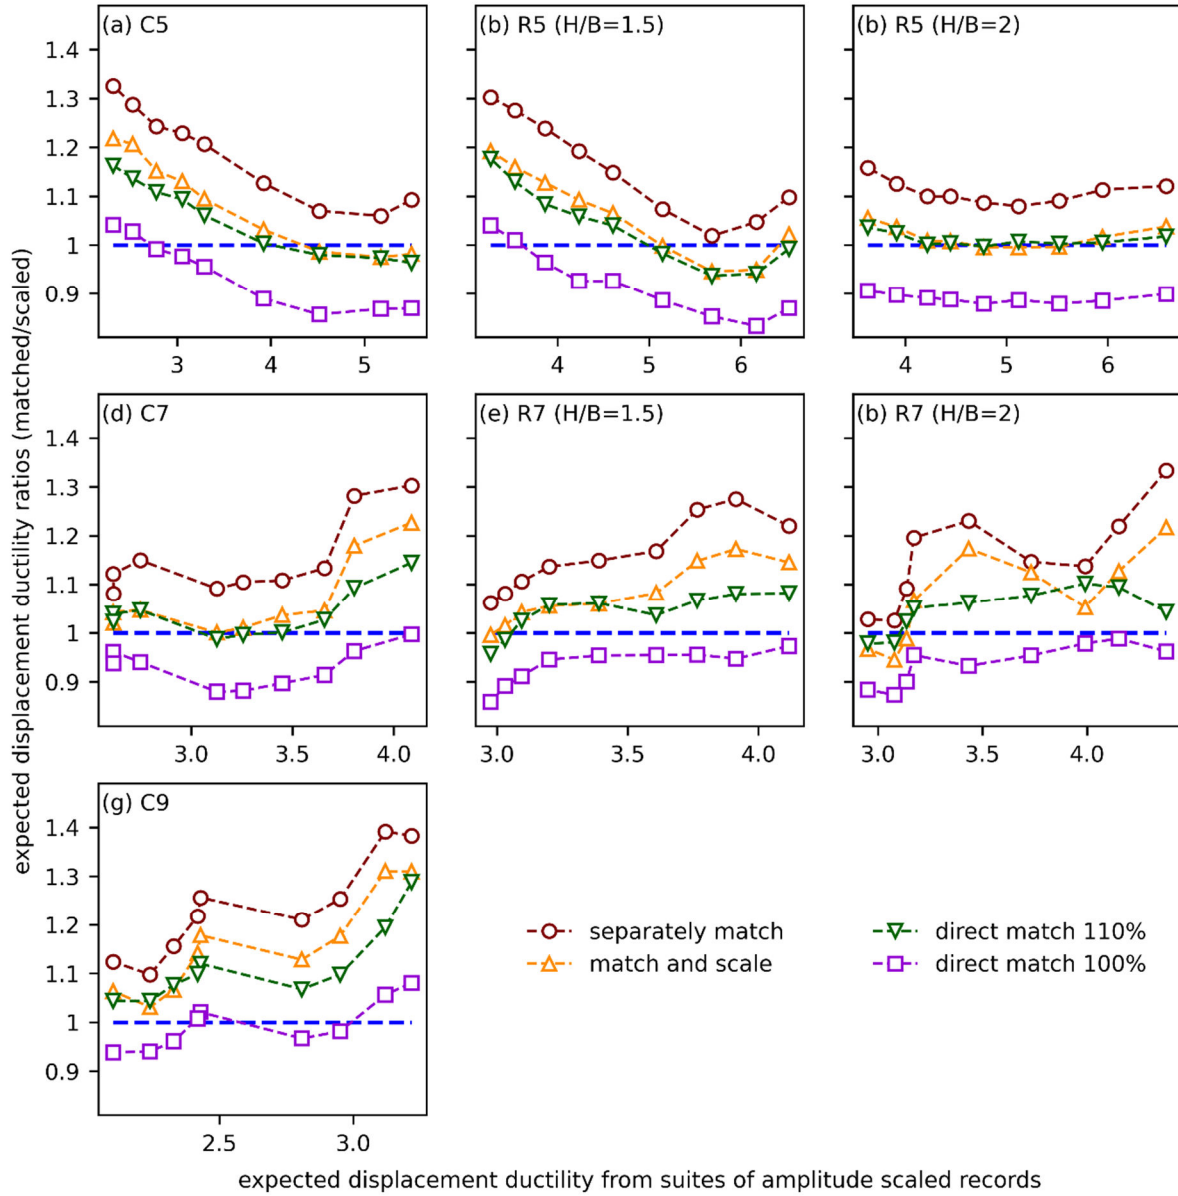 (a) C5
(b) R5 (H/B=1.5)
(b) R5 (H/B=2)
1.4
1.3
1.2
1.1
1
0.9
3 4 5
4 5 6
4 5 6
(d) C7
(e) R7 (H/B=1.5)
(b) R7 (H/B=2)
1.4
1.3
1.2
1.1
1
0.9
3.0 3.5 4.0
3.0 3.5 4.0
3.0 3.5 4.0
(g) C9
1.4
1.3
1.2
1.1
1
0.9
2.5 3.0
separately match
match and scale
direct match 110%
direct match 100%
expected displacement ductility ratios (matched/scaled)
expected displacement ductility from suites of amplitude scaled records